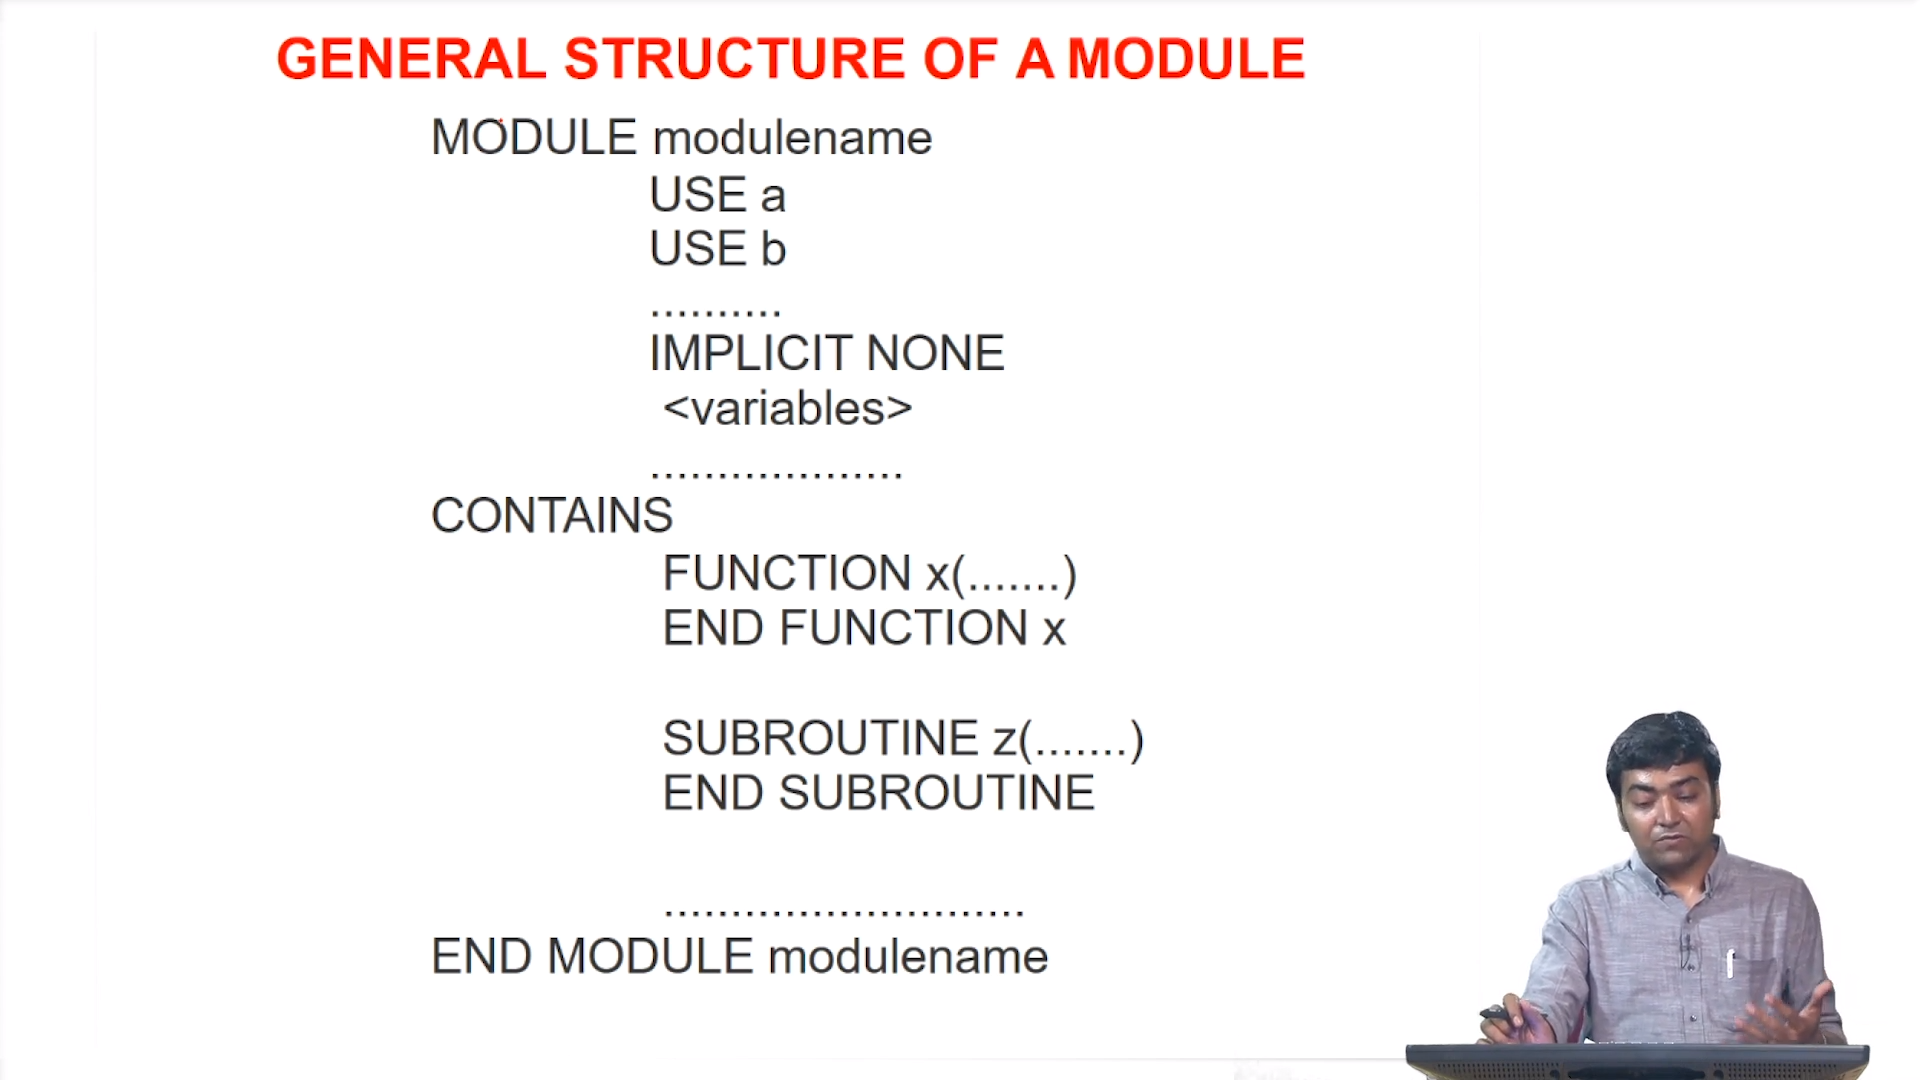 GENERAL STRUCTURE OF A MODULE
MODULE modulename
USE a
USE b
..........
IMPLICIT NONE
<variables>
...................
CONTAINS
FUNCTION x(.......)
END FUNCTION x
SUBROUTINE z(.......)
END SUBROUTINE
...........................
END MODULE modulename